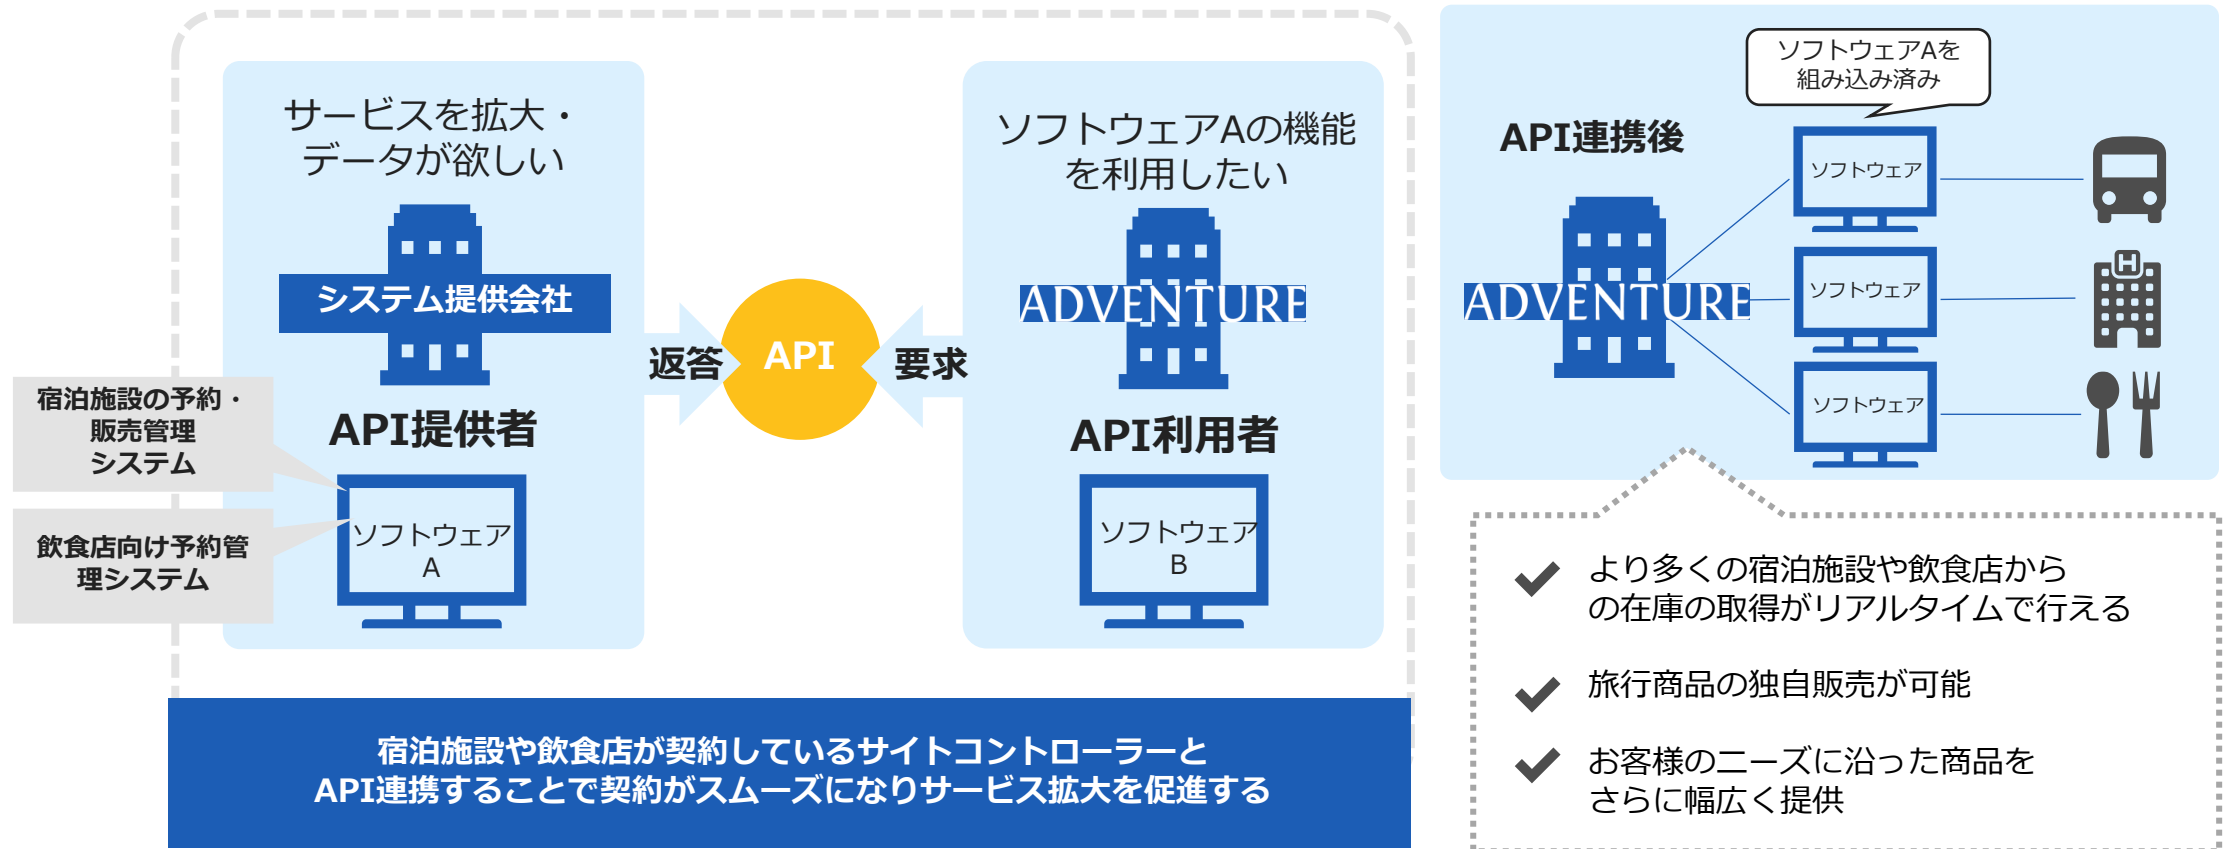 サービスを拡大・
データが欲しい
システム提供会社
API提供者
宿泊施設の予約・
販売管理
システム
飲食店向け予約管
理システム
ソフトウェア
A
返答
API
要求
ソフトウェアAの機能
を利用したい
ADVENTURE
API利用者
ソフトウェア
B
宿泊施設や飲食店が契約しているサイトコントローラーと
API連携することで契約がスムーズになりサービス拡大を促進する
API連携後
ソフトウェアAを
組み込み済み
ADVENTURE
ソフトウェア
ソフトウェア
ソフトウェア
H
より多くの宿泊施設や飲食店から
の在庫の取得がリアルタイムで行える
旅行商品の独自販売が可能
お客様のニーズに沿った商品を
さらに幅広く提供